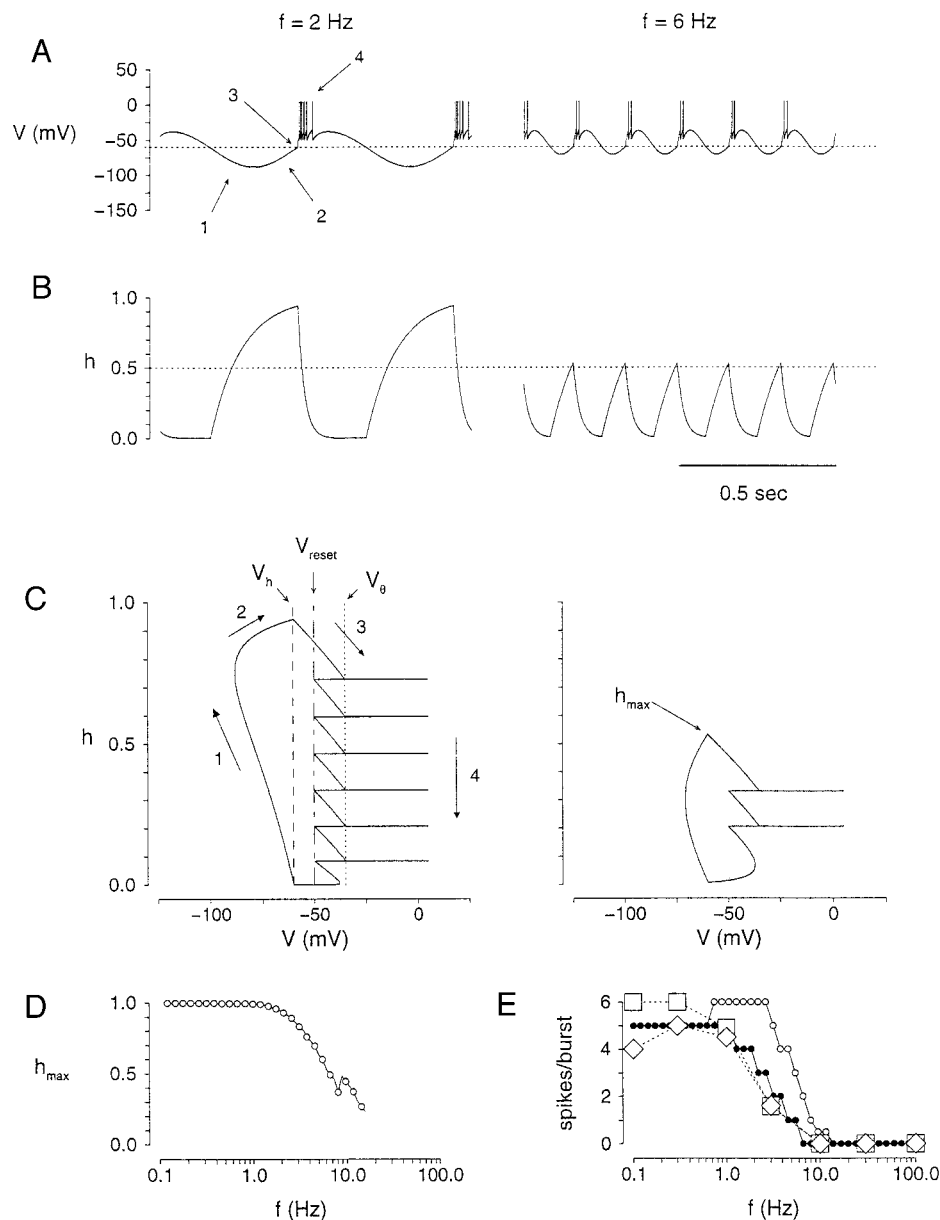 f = 2 Hz f = 6 Hz
A
V (mV)
50
0
−50
−100
−150
3 4
1 2
B
h
1.0
0.5
0.0
0.5 sec
C
V_h V_reset V_θ
h
1.0
0.5
0.0
2 3
1 4
−100 −50 0
V (mV)
h_max
−100 −50 0
V (mV)
D
h_max
1.0
0.5
0.0
0.1 1.0 10.0 100.0
f (Hz)
E
spikes/burst
6
4
2
0
0.1 1.0 10.0 100.0
f (Hz)